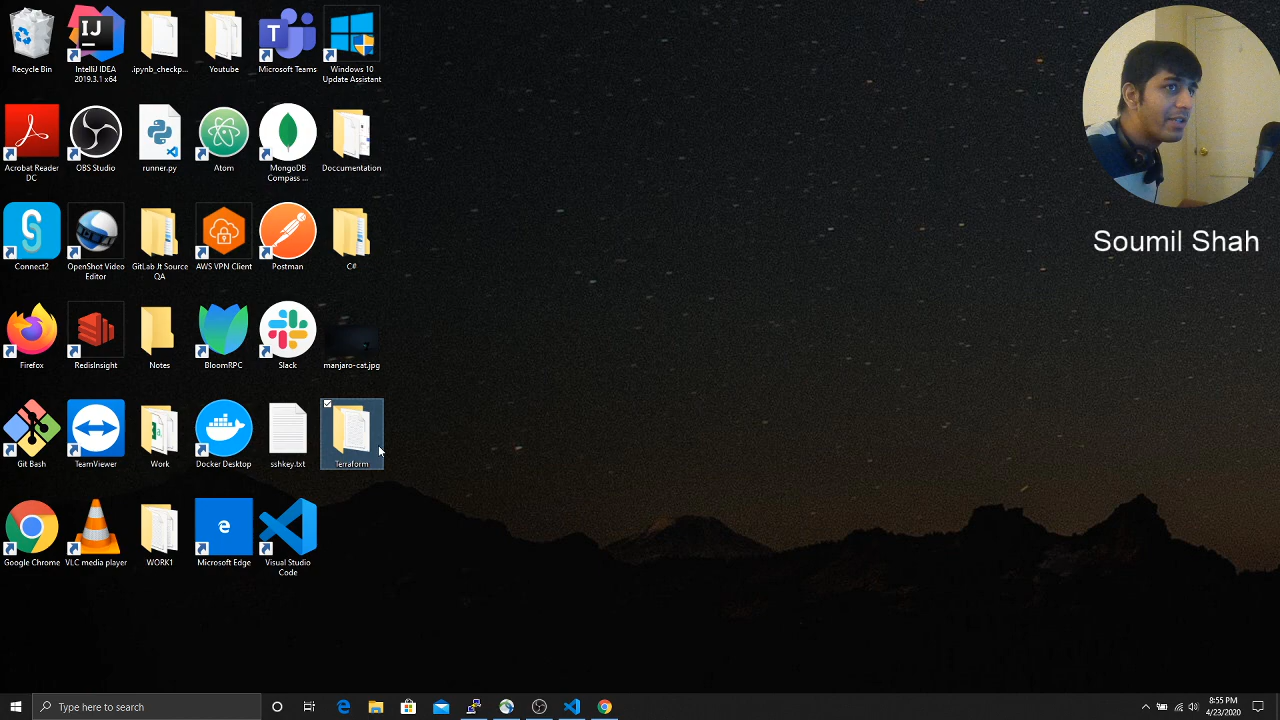 Recycle Bin
IntelliJ IDEA
2019.3.1 x64
.ipynb_checkp...
Youtube
Microsoft Teams
Windows 10
Update Assistant
Acrobat Reader
DC
OBS Studio
runner.py
Atom
MongoDB
Compass ...
Doccumentation
Connect2
OpenShot Video
Editor
GitLab Jt Source
QA
AWS VPN Client
Postman
C#
Firefox
RedisInsight
Notes
BloomRPC
Slack
manjaro-cat.jpg
Git Bash
TeamViewer
Work
Docker Desktop
sshkey.txt
Terraform
Google Chrome
VLC media player
WORK1
Microsoft Edge
Visual Studio
Code
Soumil Shah
Type here to search
8:55 PM
4/23/2020